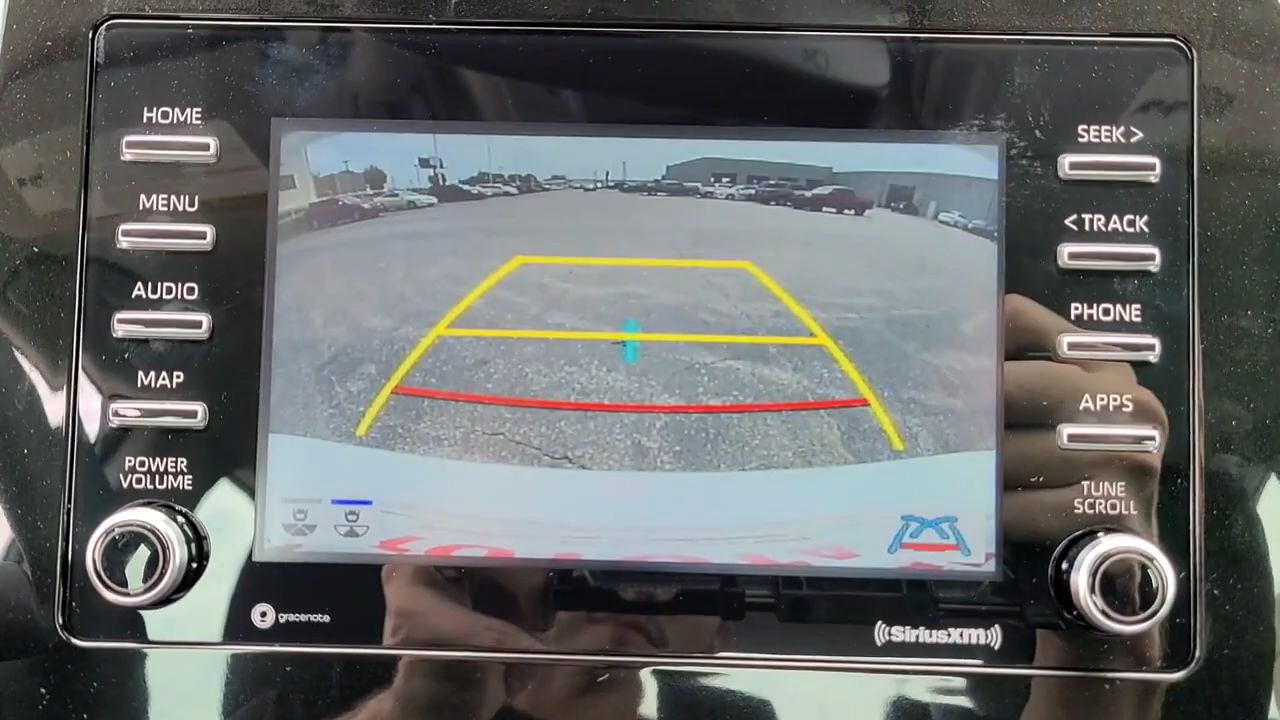 HOME
MENU
AUDIO
MAP
POWER
VOLUME
gracenote
SEEK >
< TRACK
PHONE
APPS
TUNE
SCROLL
((SiriusXM))